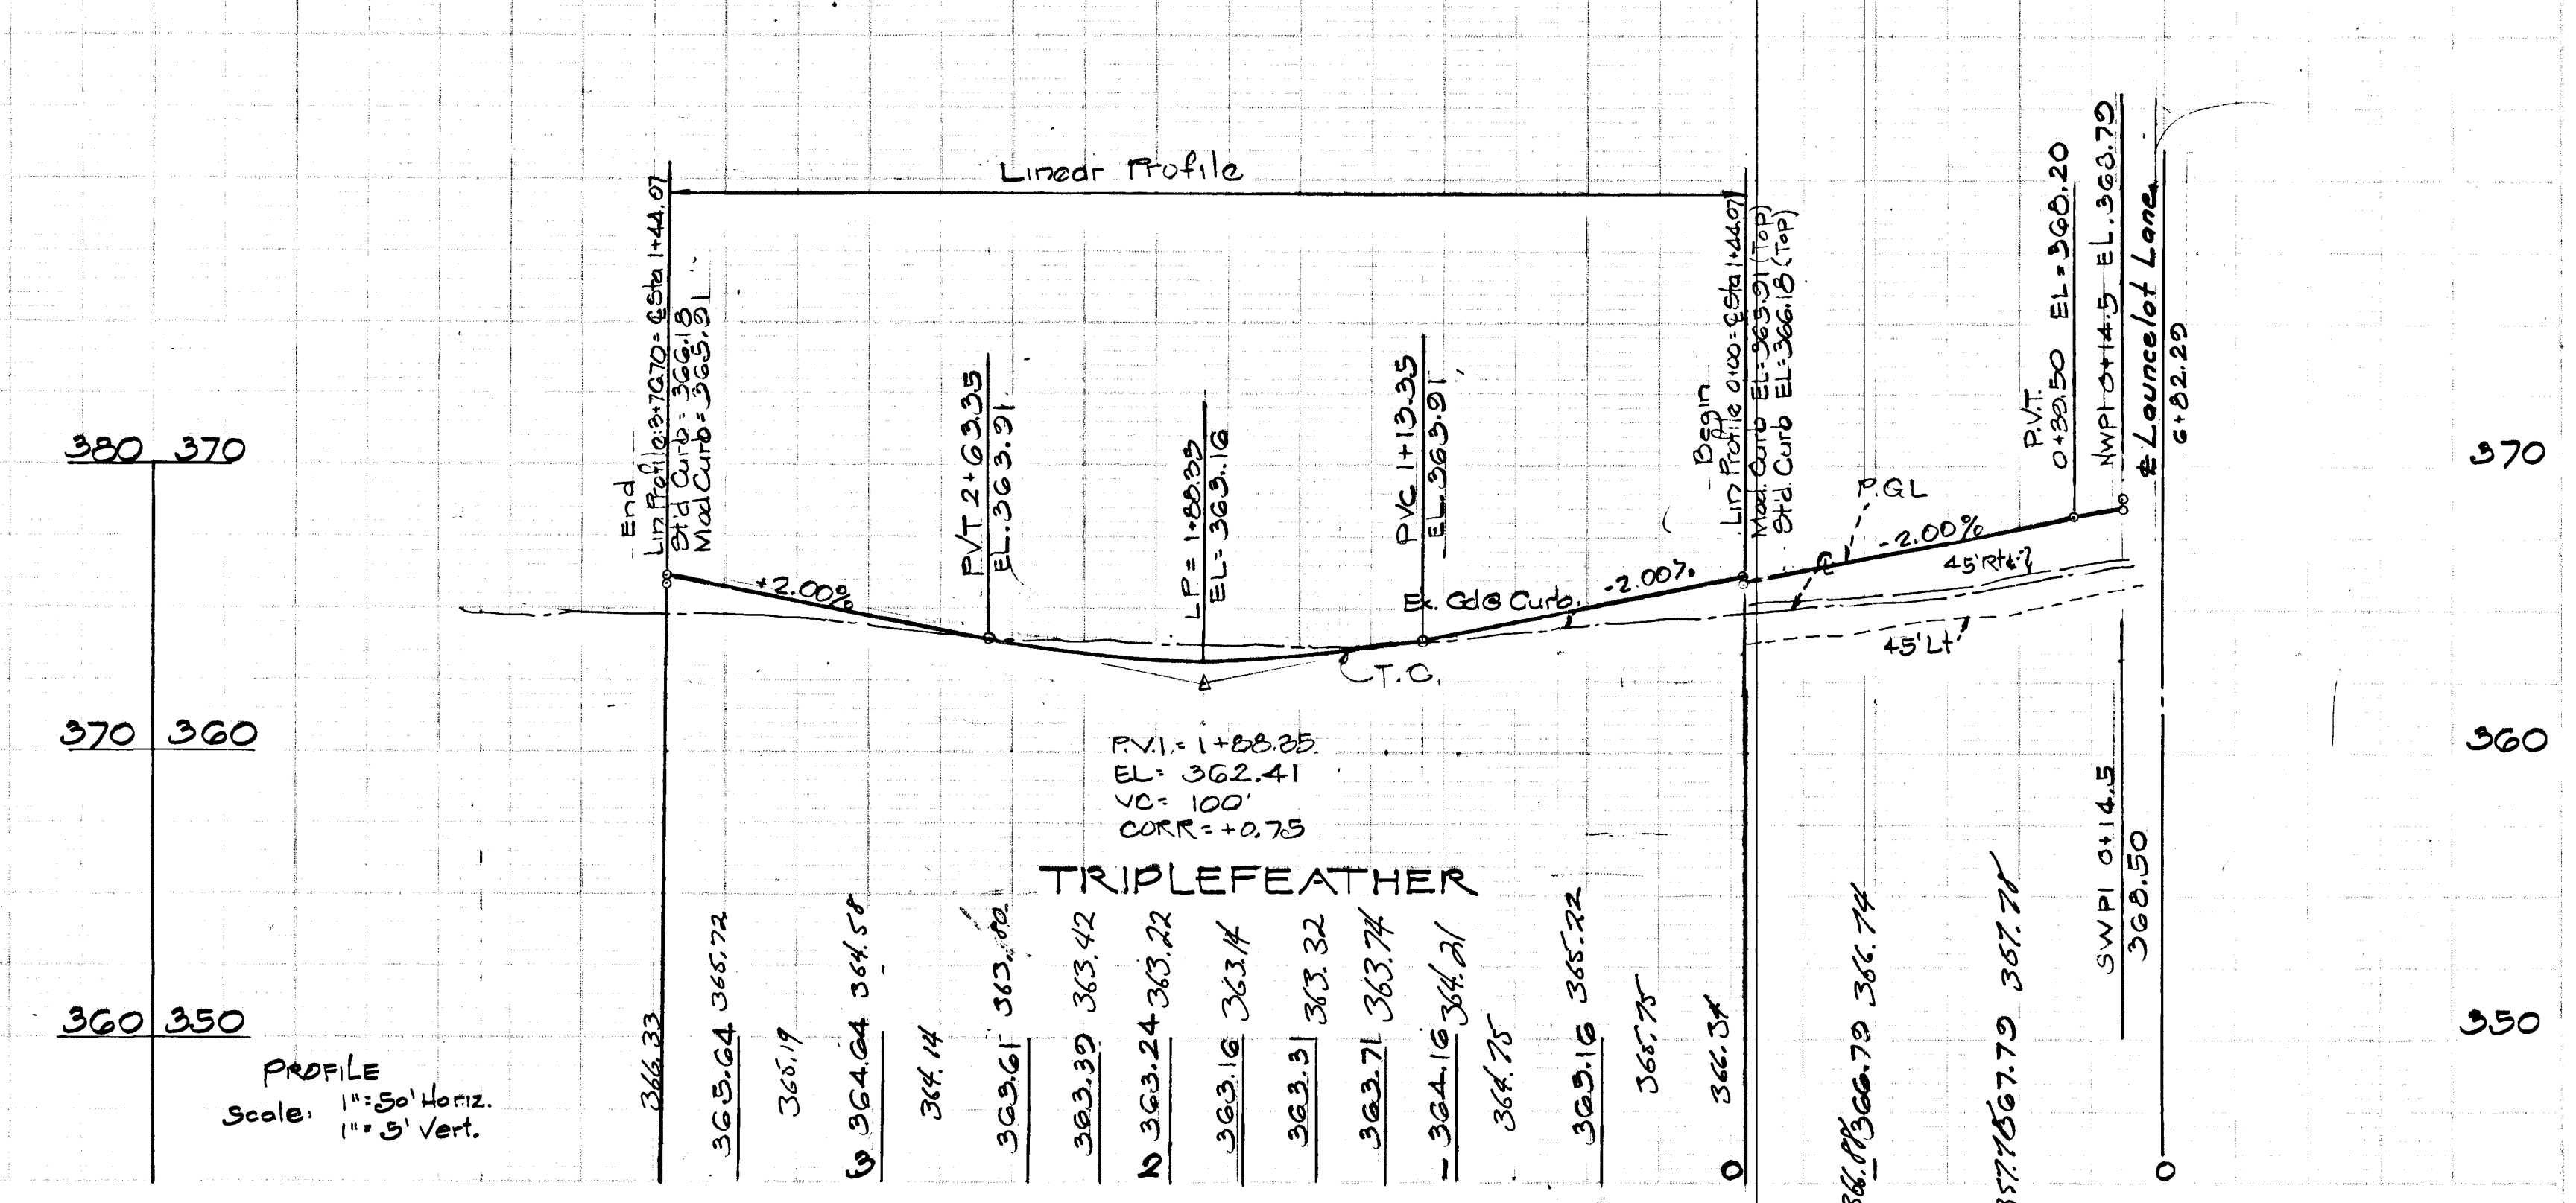 Linear Profile
End
Lin Profile 3+76.70 = ℄ Sta 1+44.07
St'd Curb = 366.18
Mod Curb = 365.91
PVT 2+63.35
EL. 363.91
LP = 1+88.33
EL = 363.16
PVC 1+13.35
EL. 363.91
Begin
Lin Profile 0+00 = ℄ Sta 1+44.07
Mod. Curb EL = 365.91 (Top)
Std. Curb EL = 366.18 (Top)
P.V.T.
0+39.50 EL = 368.20
NWPI 0+14.5 EL. 363.79
℄ Launcelot Lane
6+82.29
380 370
370
P.GL
℄
-2.00%
45' Rt & ℄
+2.00%
Ex. Gd @ Curb
-2.00%
45' Lt
T.C.
370 360
360
P.V.I. = 1+88.35
EL = 362.41
VC = 100'
CORR = +0.75
TRIPLEFEATHER
SWPI 0+14.5
368.50
360 350
350
PROFILE
Scale: 1" = 50' Horiz.
1" = 5' Vert.
366.33
365.64 365.72
365.19
3 364.64 364.58
364.14
363.61
363.39 363.42
2 363.24 363.22
363.16 363.14
363.31 363.32
363.71 363.74
1 364.16 364.21
364.75
365.16 365.22
365.75
366.34
0
366.79 366.74
367.78 367.79 367.78
0